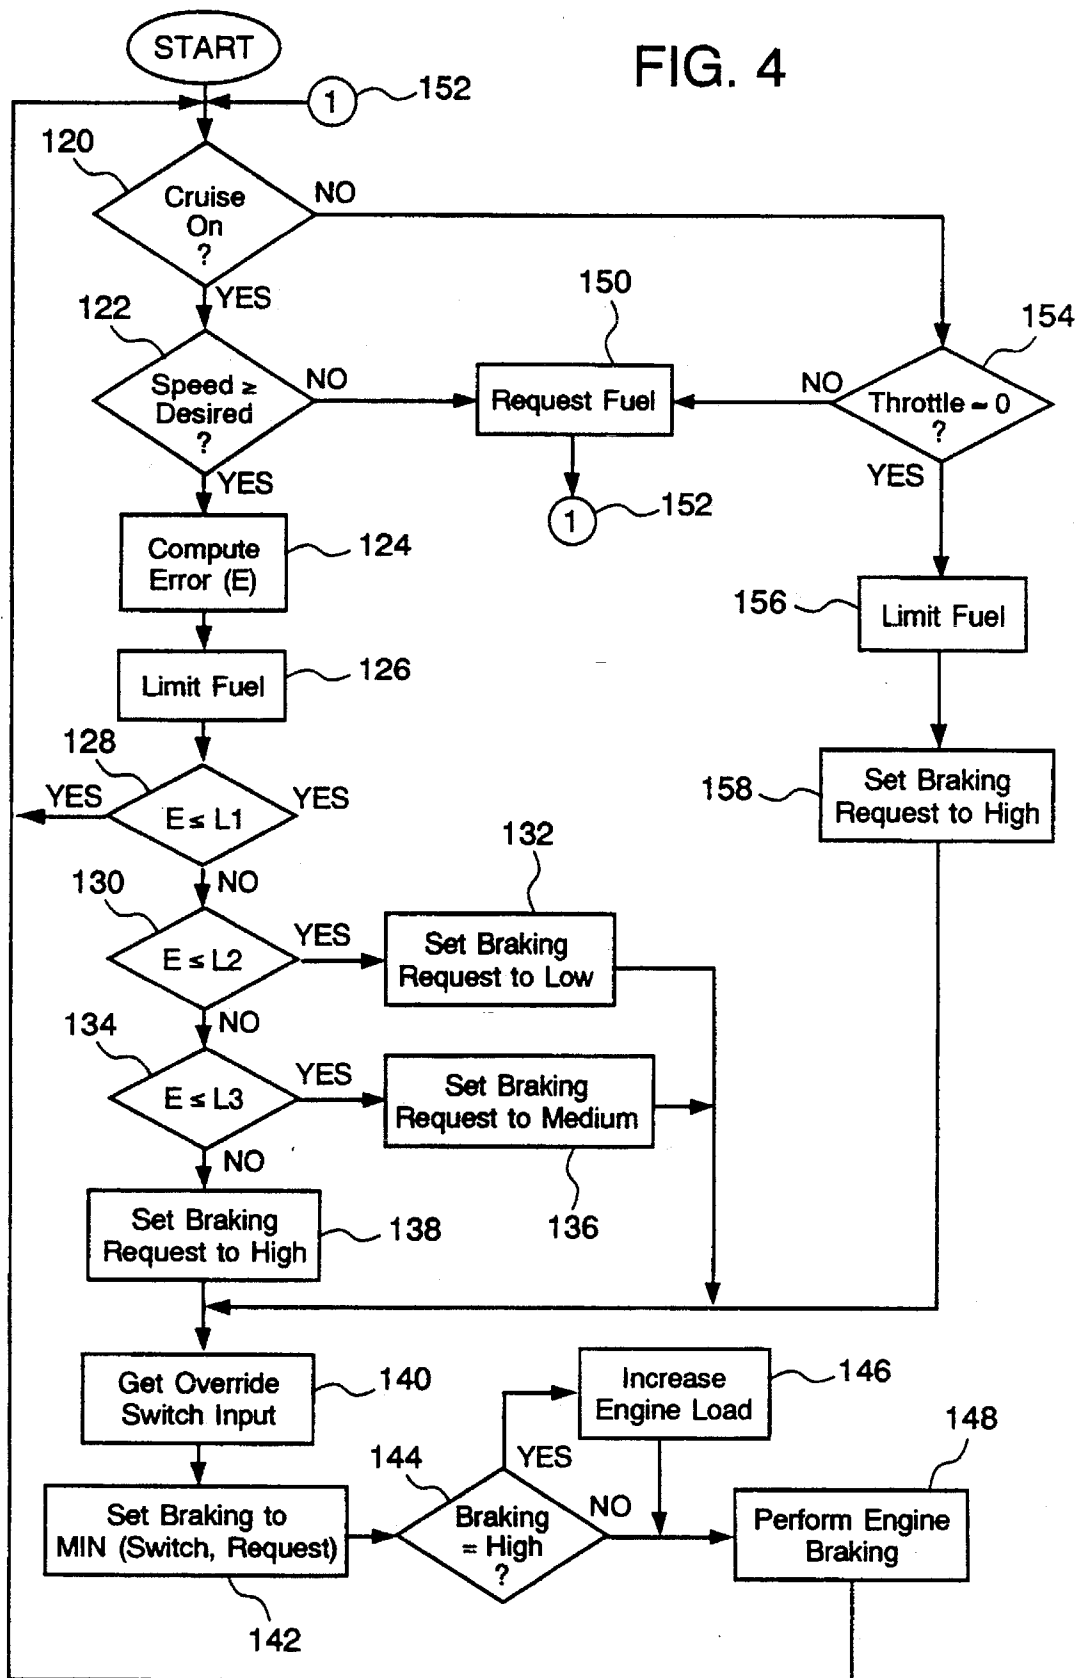 START
FIG. 4
1
152
120
Cruise
On
?
NO
YES
122
150
154
Speed ≥
Desired
?
NO
Request Fuel
NO
Throttle ≃ 0
?
YES
YES
1
152
Compute
Error (E)
124
156
Limit Fuel
Limit Fuel
126
128
YES
E ≤ L1
YES
158
Set Braking
Request to High
NO
132
130
E ≤ L2
YES
Set Braking
Request to Low
NO
134
E ≤ L3
YES
Set Braking
Request to Medium
NO
136
Set Braking
Request to High
138
Get Override
Switch Input
140
Increase
Engine Load
146
YES
144
148
Set Braking to
MIN (Switch, Request)
Braking
= High
?
NO
Perform Engine
Braking
142